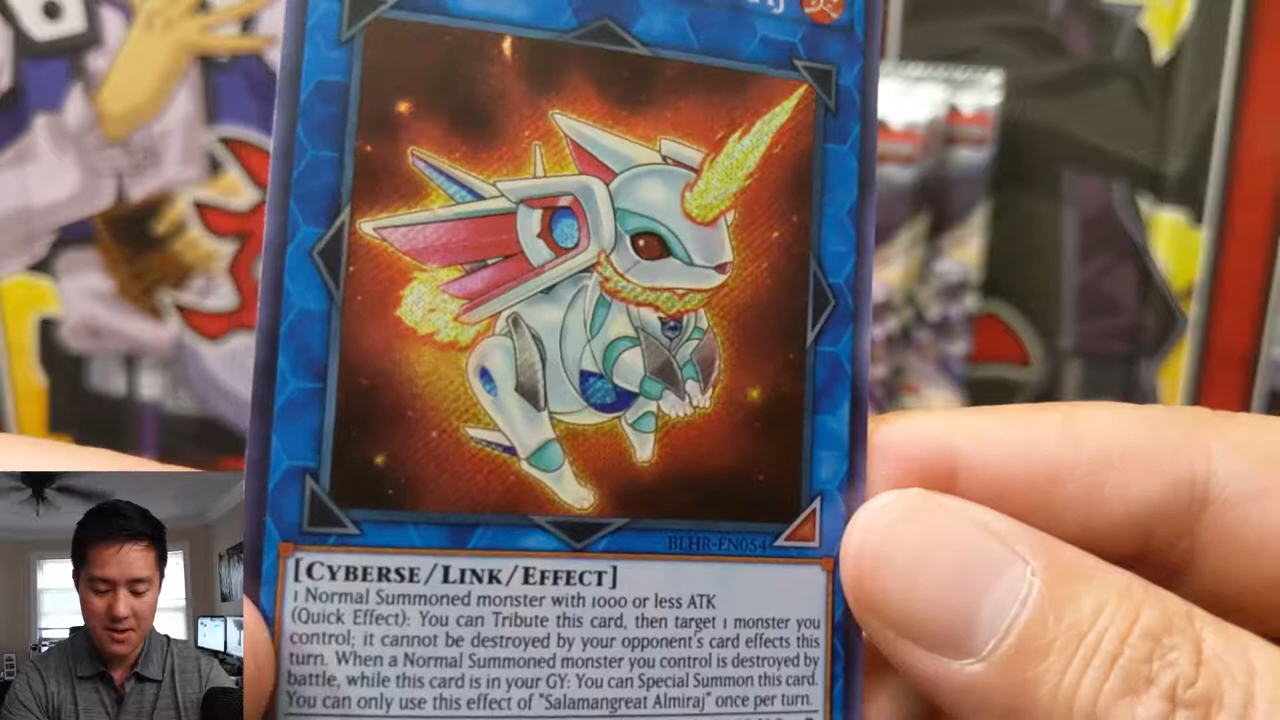 BLHR-EN054
[CYBERSE/LINK/EFFECT]
1 Normal Summoned monster with 1000 or less ATK
(Quick Effect): You can Tribute this card, then target 1 monster you
control; it cannot be destroyed by your opponent's card effects this
turn. When a Normal Summoned monster you control is destroyed by
battle, while this card is in your GY: You can Special Summon this card.
You can only use this effect of "Salamangreat Almiraj" once per turn.